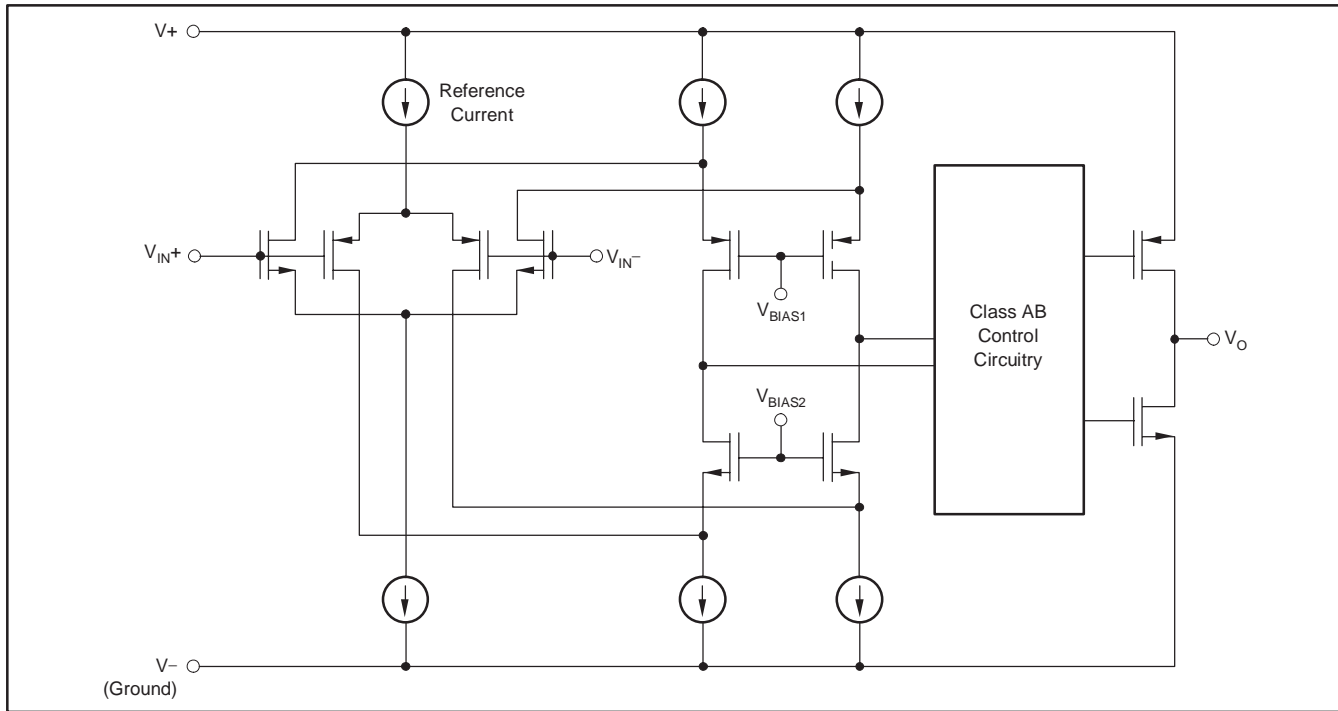 V+
Reference
Current
VIN+
VIN−
VBIAS1
Class AB
Control
Circuitry
VO
VBIAS2
V−
(Ground)